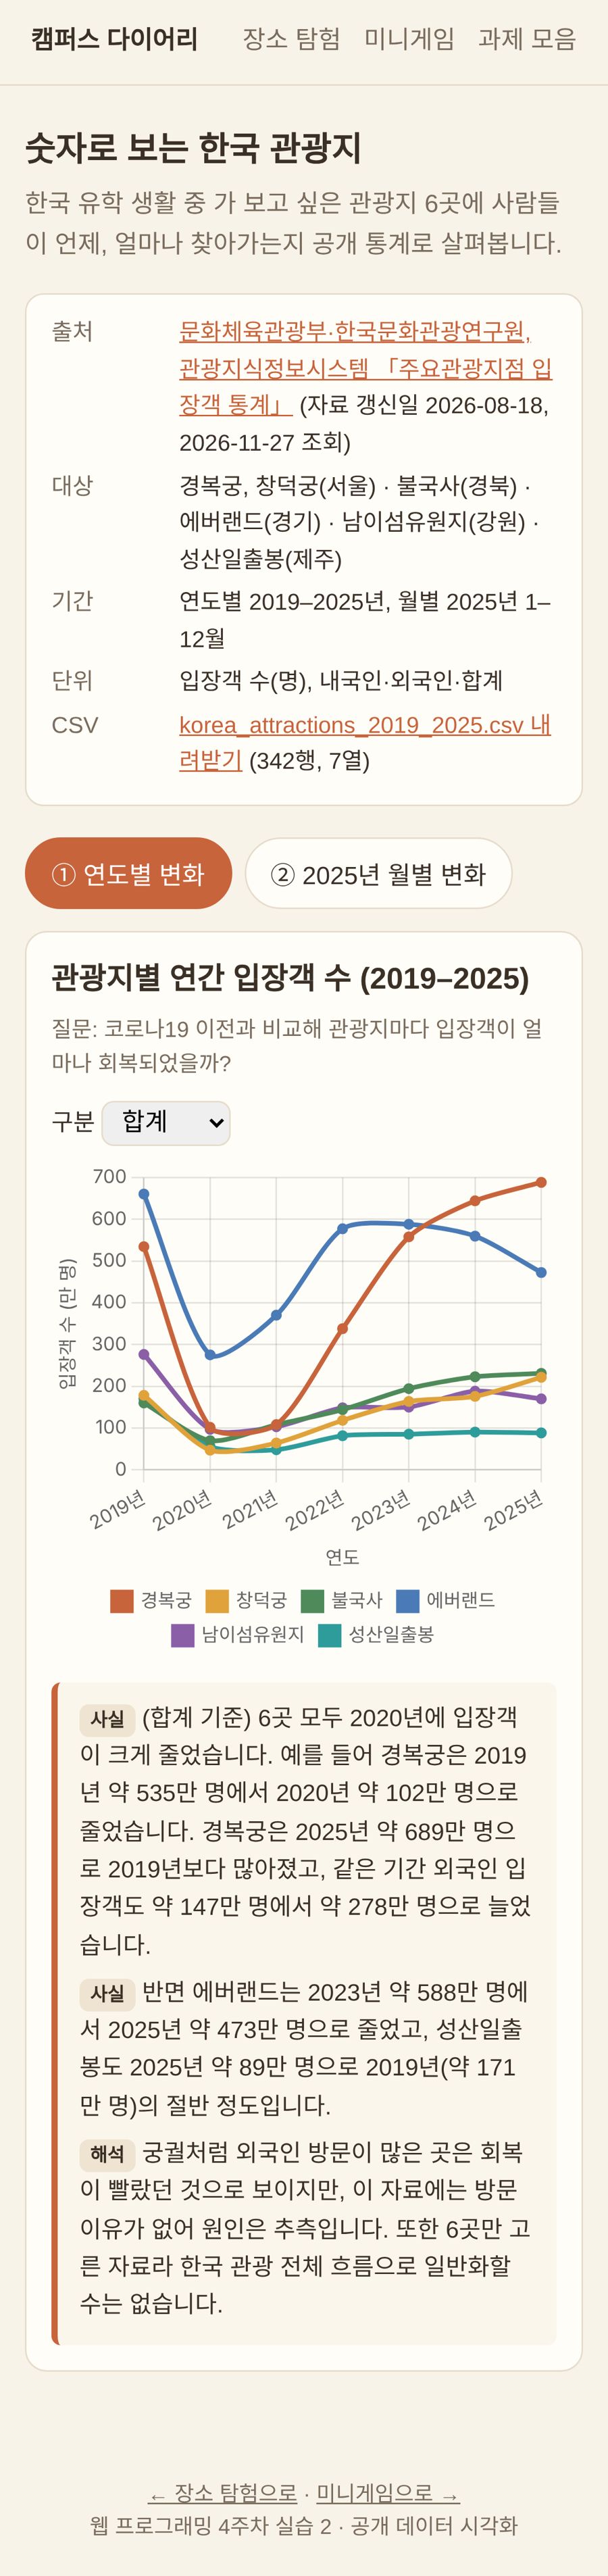 캠퍼스 다이어리 장소 탐험 미니게임 과제 모음
숫자로 보는 한국 관광지
한국 유학 생활 중 가 보고 싶은 관광지 6곳에 사람들
이 언제, 얼마나 찾아가는지 공개 통계로 살펴봅니다.
출처 문화체육관광부·한국문화관광연구원,
관광지식정보시스템 「주요관광지점 입
장객 통계」 (자료 갱신일 2026-08-18,
2026-11-27 조회)
대상 경복궁, 창덕궁(서울) · 불국사(경북) ·
에버랜드(경기) · 남이섬유원지(강원) ·
성산일출봉(제주)
기간 연도별 2019–2025년, 월별 2025년 1–
12월
단위 입장객 수(명), 내국인·외국인·합계
CSV korea_attractions_2019_2025.csv 내
려받기 (342행, 7열)
① 연도별 변화 ② 2025년 월별 변화
관광지별 연간 입장객 수 (2019–2025)
질문: 코로나19 이전과 비교해 관광지마다 입장객이 얼
마나 회복되었을까?
구분 합계
입장객 수 (만 명)
700
600
500
400
300
200
100
0
2019년 2020년 2021년 2022년 2023년 2024년 2025년
연도
경복궁 창덕궁 불국사 에버랜드
남이섬유원지 성산일출봉
사실 (합계 기준) 6곳 모두 2020년에 입장객
이 크게 줄었습니다. 예를 들어 경복궁은 2019
년 약 535만 명에서 2020년 약 102만 명으로
줄었습니다. 경복궁은 2025년 약 689만 명으
로 2019년보다 많아졌고, 같은 기간 외국인 입
장객도 약 147만 명에서 약 278만 명으로 늘었
습니다.
사실 반면 에버랜드는 2023년 약 588만 명에
서 2025년 약 473만 명으로 줄었고, 성산일출
봉도 2025년 약 89만 명으로 2019년(약 171
만 명)의 절반 정도입니다.
해석 궁궐처럼 외국인 방문이 많은 곳은 회복
이 빨랐던 것으로 보이지만, 이 자료에는 방문
이유가 없어 원인은 추측입니다. 또한 6곳만 고
른 자료라 한국 관광 전체 흐름으로 일반화할
수는 없습니다.
← 장소 탐험으로 · 미니게임으로 →
웹 프로그래밍 4주차 실습 2 · 공개 데이터 시각화